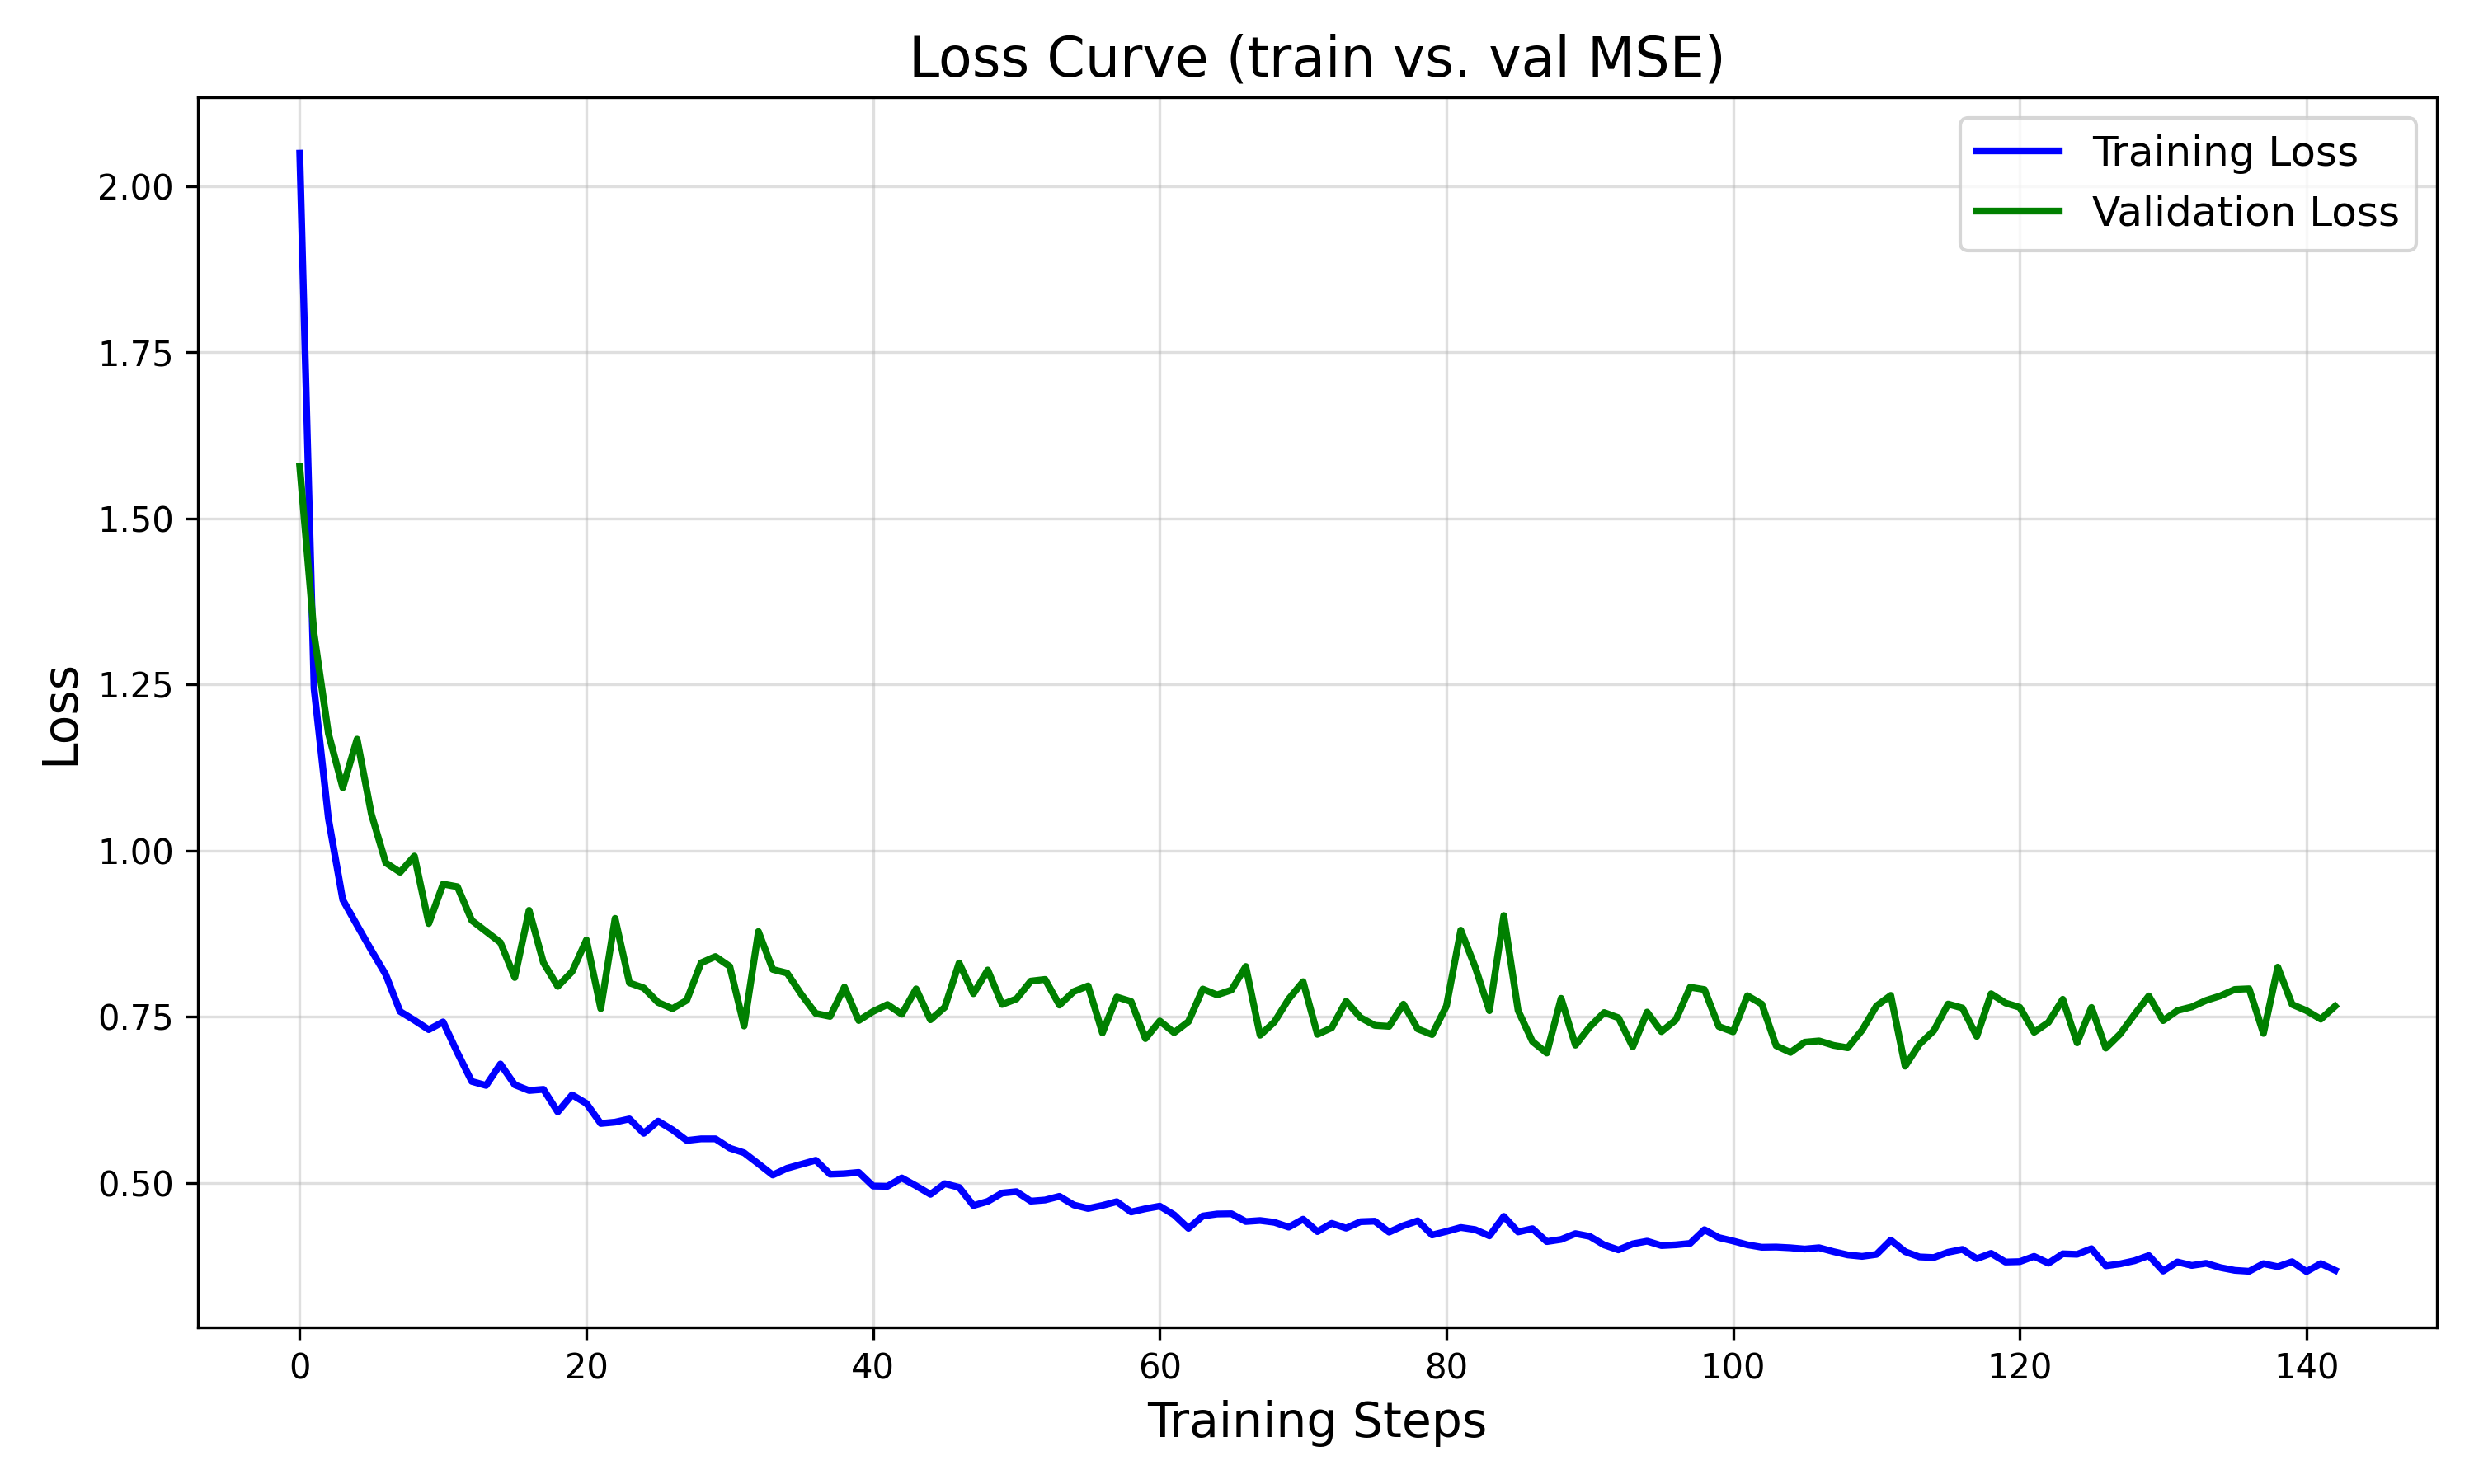 Loss Curve (train vs. val MSE)
Training Loss
Validation Loss
2.00
1.75
1.50
1.25
1.00
0.75
0.50
Loss
0 20 40 60 80 100 120 140
Training Steps